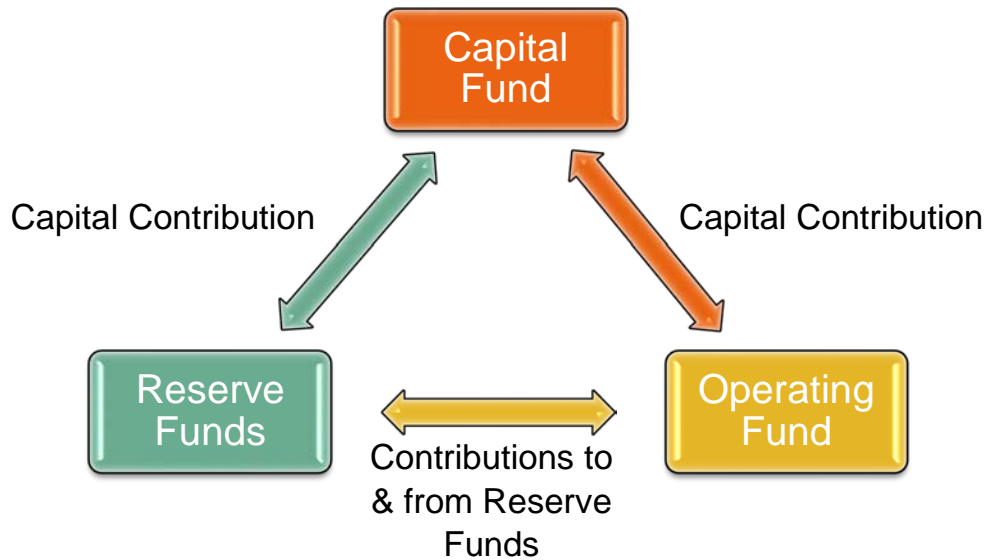 Capital
Fund
Capital Contribution
Capital Contribution
Reserve
Funds
Operating
Fund
Contributions to
& from Reserve
Funds